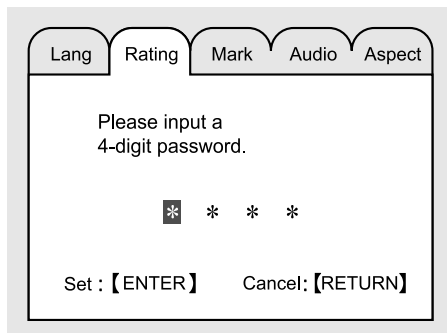 Lang Rating Mark Audio Aspect
Please input a
4-digit password.
* * * *
Set :【ENTER】 Cancel:【RETURN】